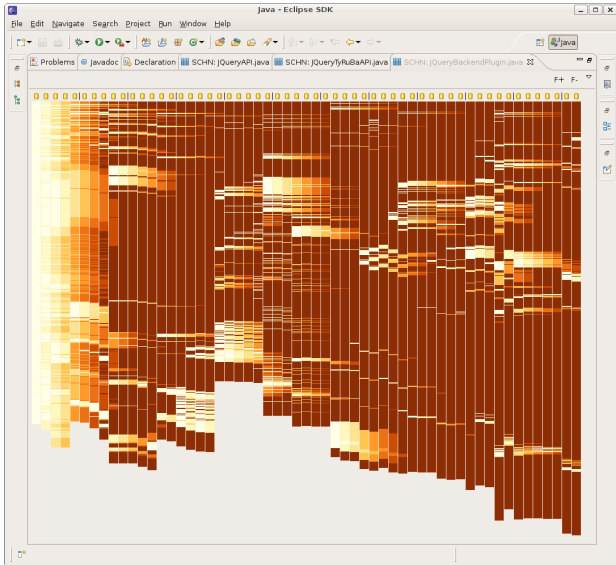 Java - Eclipse SDK
File Edit Navigate Search Project Run Window Help
Java
Problems @ Javadoc Declaration SCHN: JQueryAPI.java SCHN: JQueryTyRuBaAPI.java SCHN: JQueryBackendPlugin.java
F+ F-